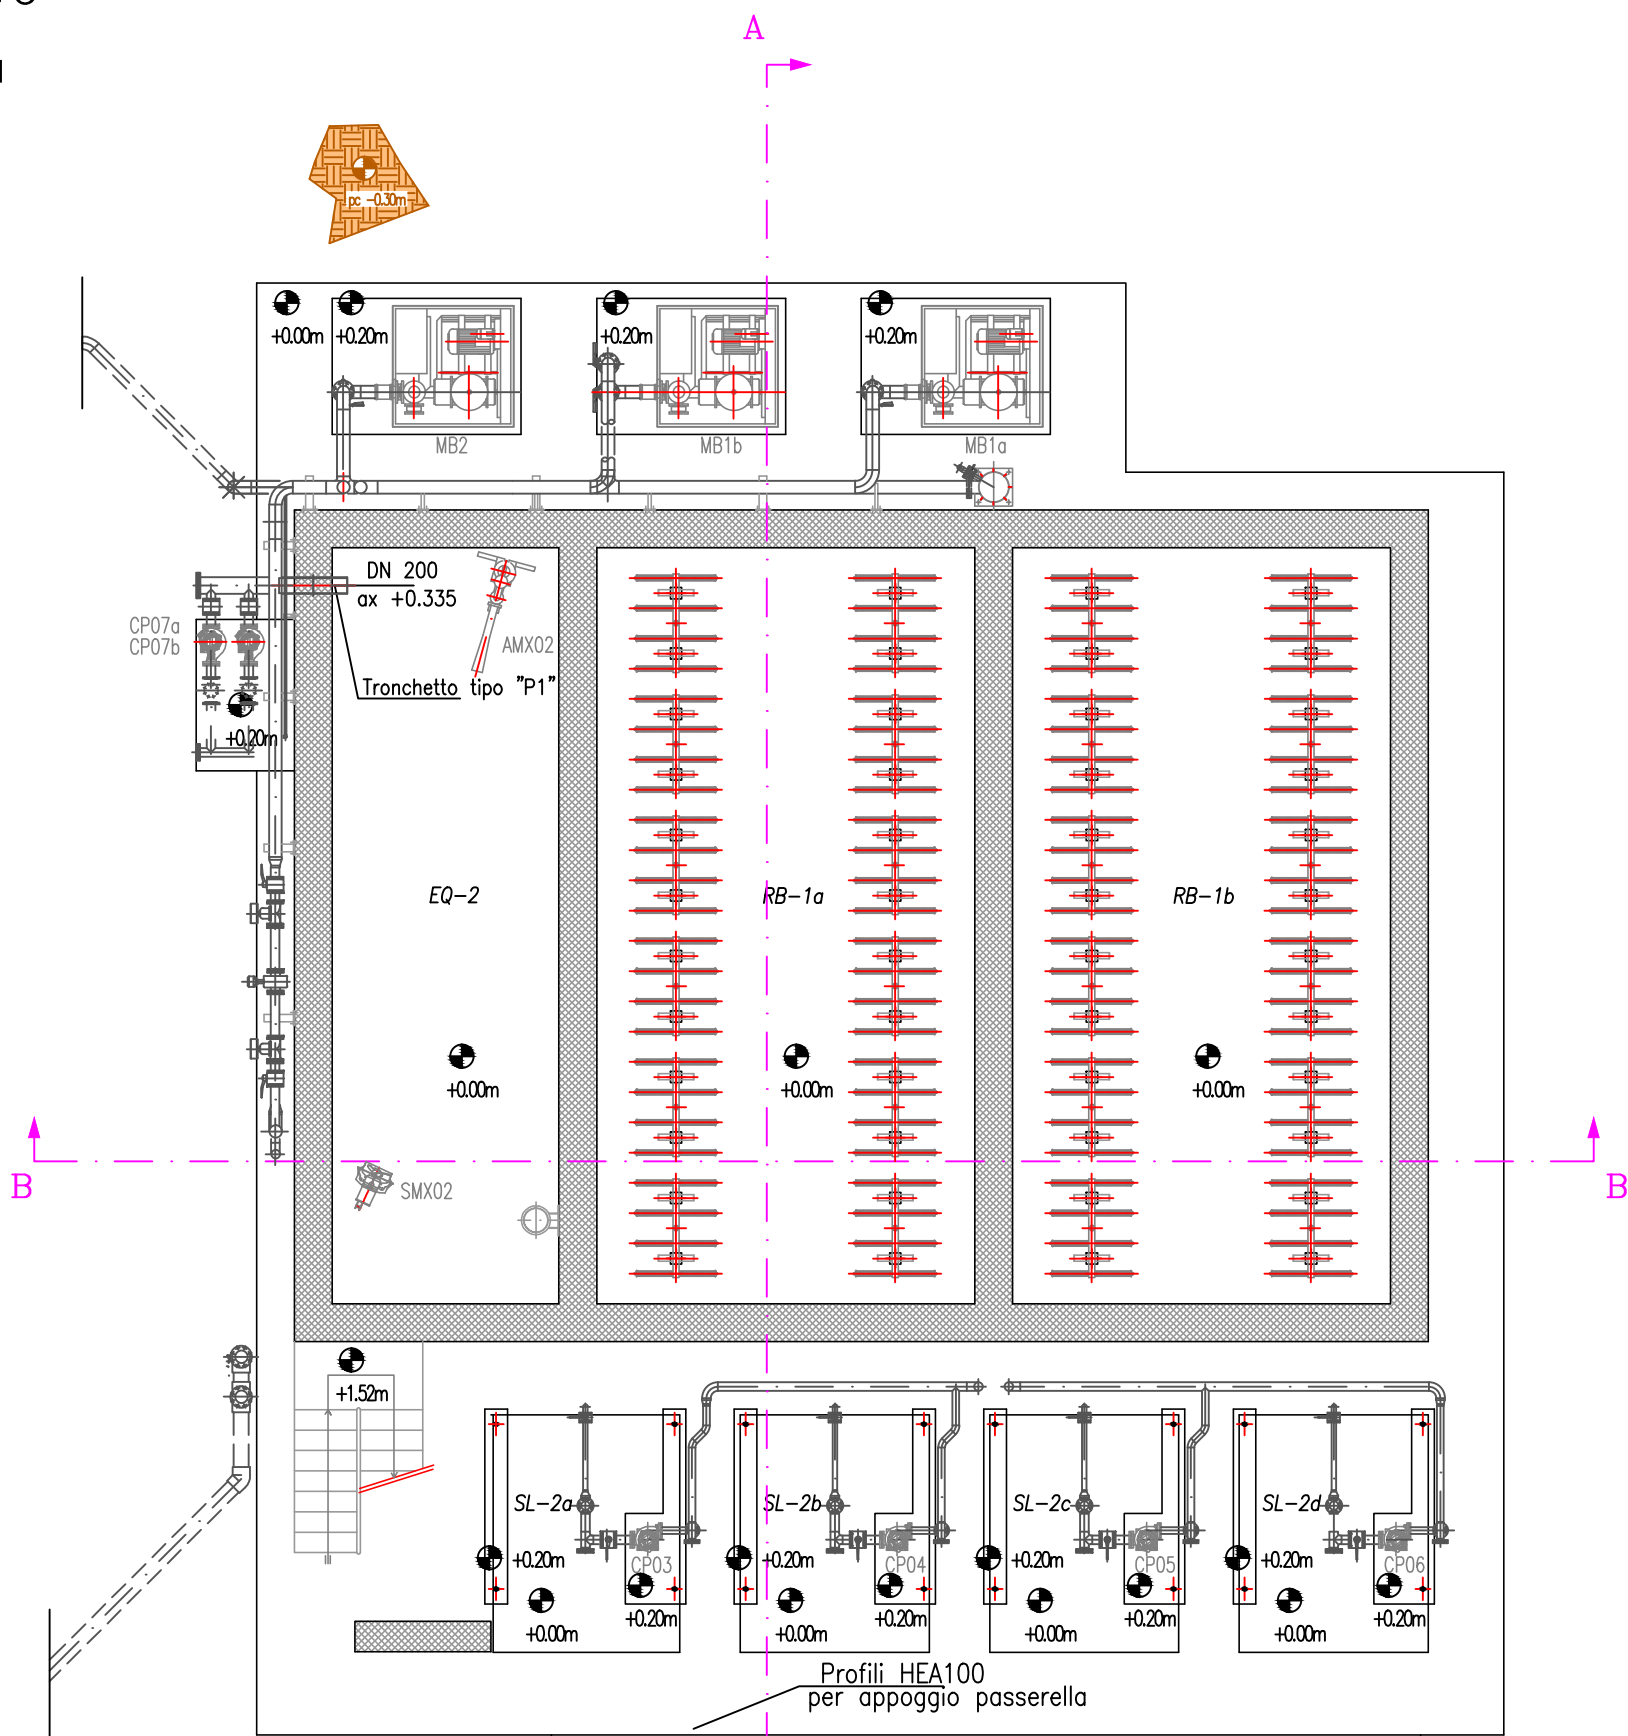 A
pc -0.30m
+0.00m
+0.20m
+0.20m
+0.20m
MB2
MB1b
MB1a
DN 200
ax +0.335
CP07a
CP07b
AMX02
Tronchetto tipo "P1"
+0.20m
EQ-2
RB-1a
RB-1b
+0.00m
+0.00m
+0.00m
B
B
SMX02
+1.52m
SL-2a
SL-2b
SL-2c
SL-2d
+0.20m
CP03
+0.20m
CP04
+0.20m
CP05
+0.20m
CP06
+0.00m
+0.20m
+0.00m
+0.20m
+0.00m
+0.20m
+0.00m
+0.20m
Profili HEA100
per appoggio passerella